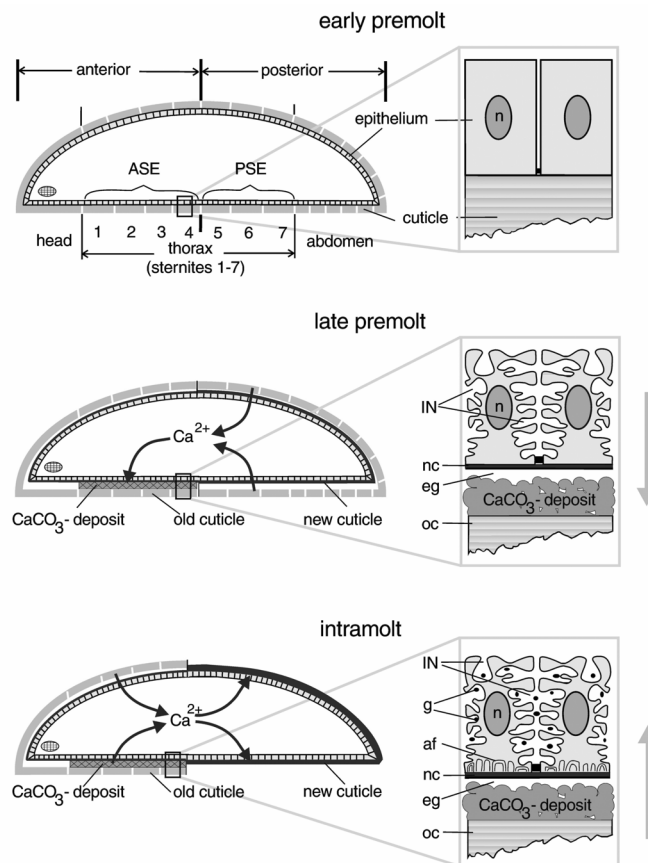 early premolt
anterior
posterior
epithelium
ASE
PSE
cuticle
head
1 2 3 4 5 6 7
abdomen
thorax
(sternites 1-7)
n
late premolt
Ca2+
CaCO3- deposit
old cuticle
new cuticle
IN
n
nc
eg
CaCO3- deposit
oc
intramolt
Ca2+
CaCO3- deposit
old cuticle
new cuticle
IN
g
n
af
nc
eg
CaCO3- deposit
oc